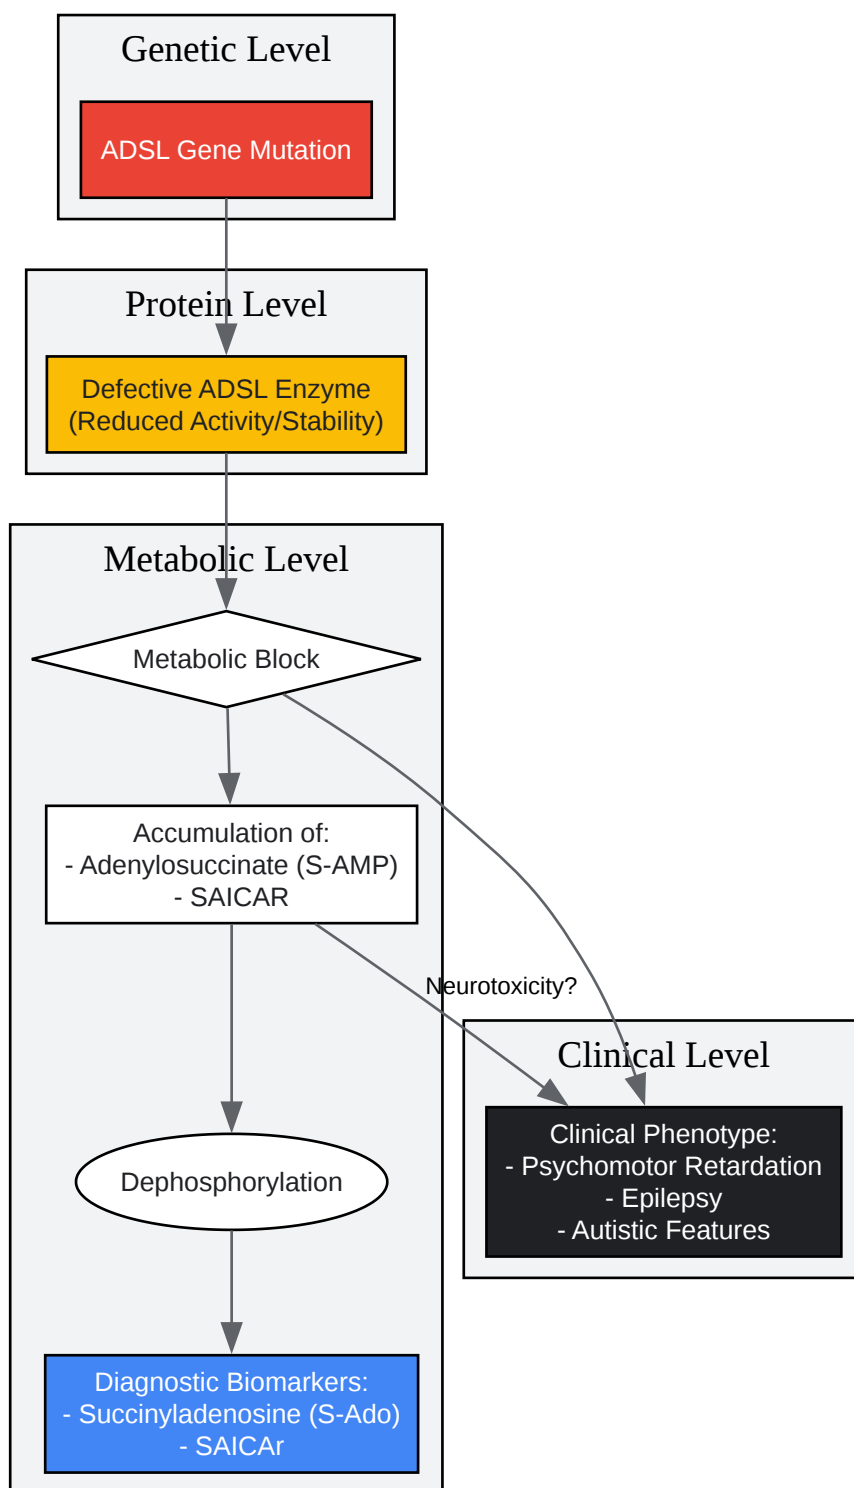 Genetic Level
ADSL Gene Mutation
Protein Level
Defective ADSL Enzyme
(Reduced Activity/Stability)
Metabolic Level
Metabolic Block
Accumulation of:
- Adenylosuccinate (S-AMP)
- SAICAR
Neurotoxicity?
Clinical Level
Clinical Phenotype:
- Psychomotor Retardation
- Epilepsy
- Autistic Features
Dephosphorylation
Diagnostic Biomarkers:
- Succinyladenosine (S-Ado)
- SAICAr